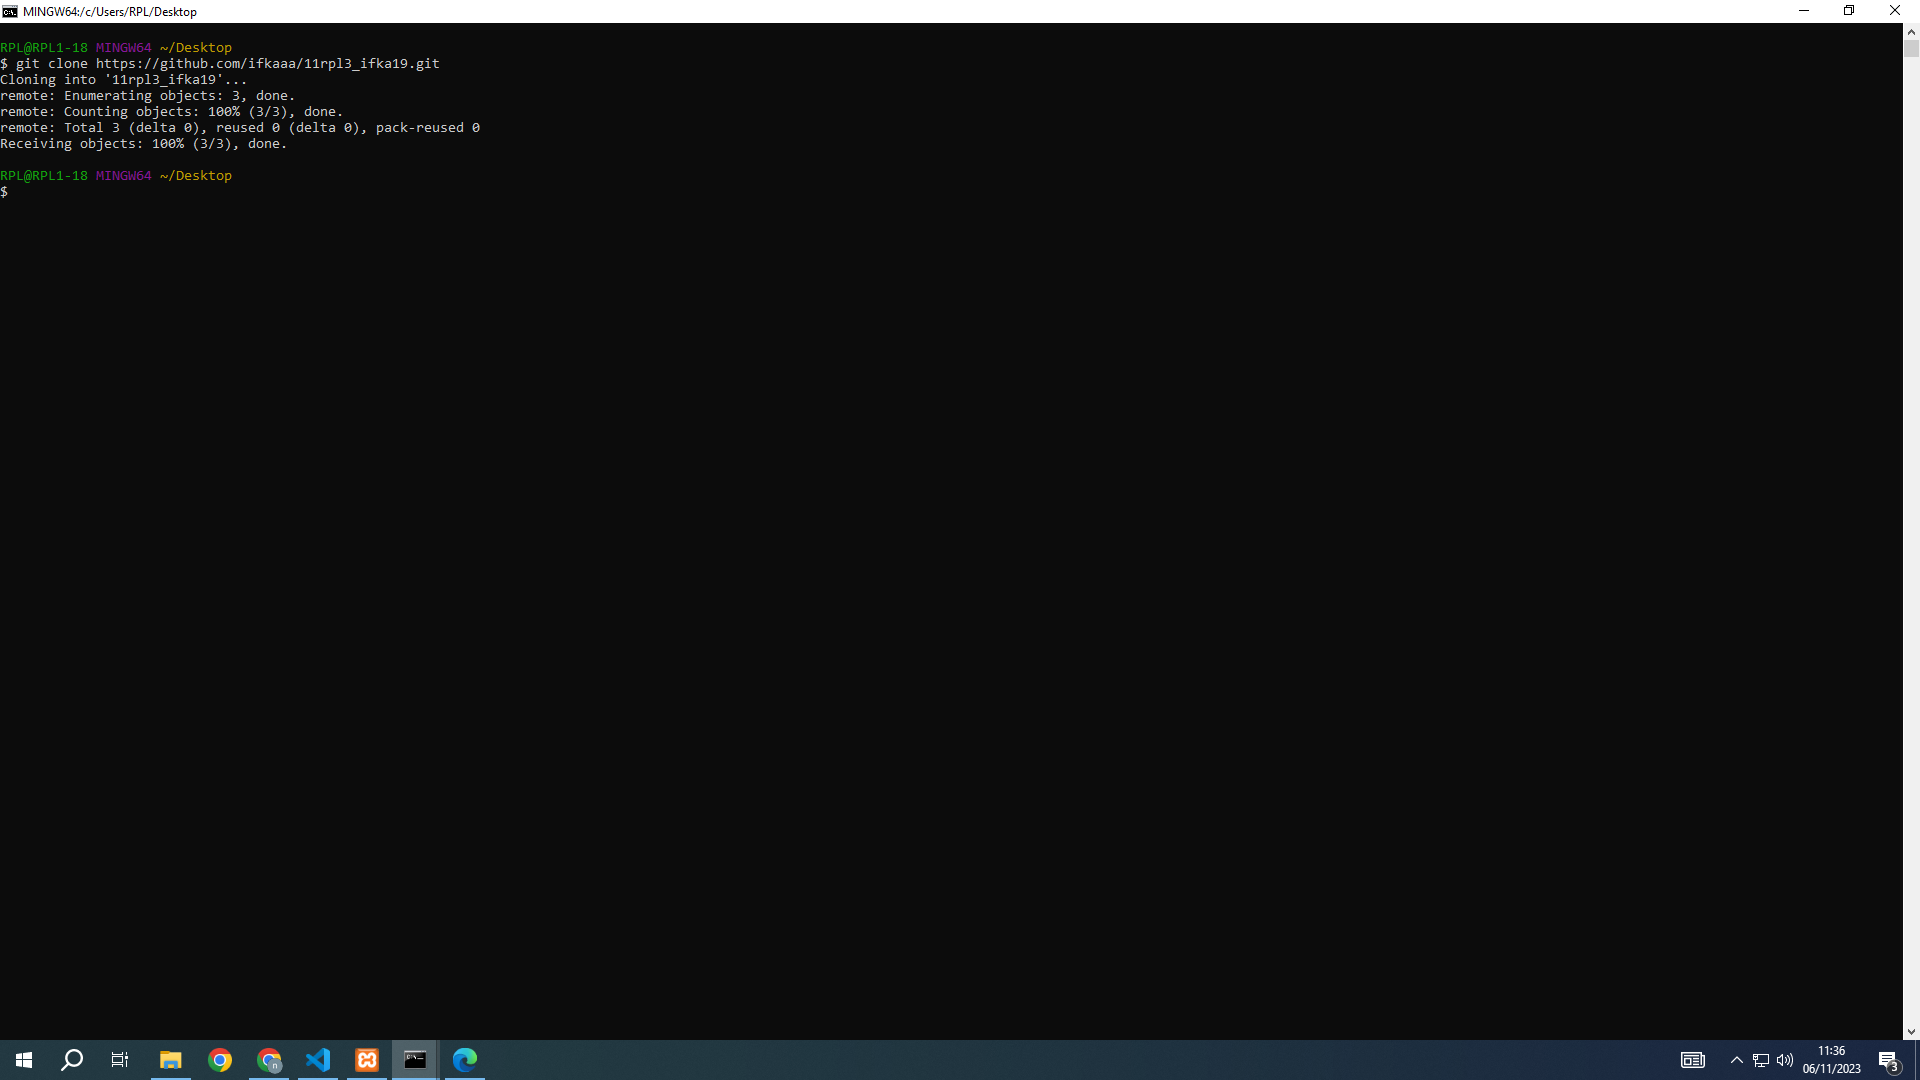 MINGW64:/c/Users/RPL/Desktop
RPL@RPL1-18 MINGW64 ~/Desktop
$ git clone https://github.com/ifkaaa/11rpl3_ifka19.git
Cloning into '11rpl3_ifka19'...
remote: Enumerating objects: 3, done.
remote: Counting objects: 100% (3/3), done.
remote: Total 3 (delta 0), reused 0 (delta 0), pack-reused 0
Receiving objects: 100% (3/3), done.
RPL@RPL1-18 MINGW64 ~/Desktop
$
n
11:36
06/11/2023
3